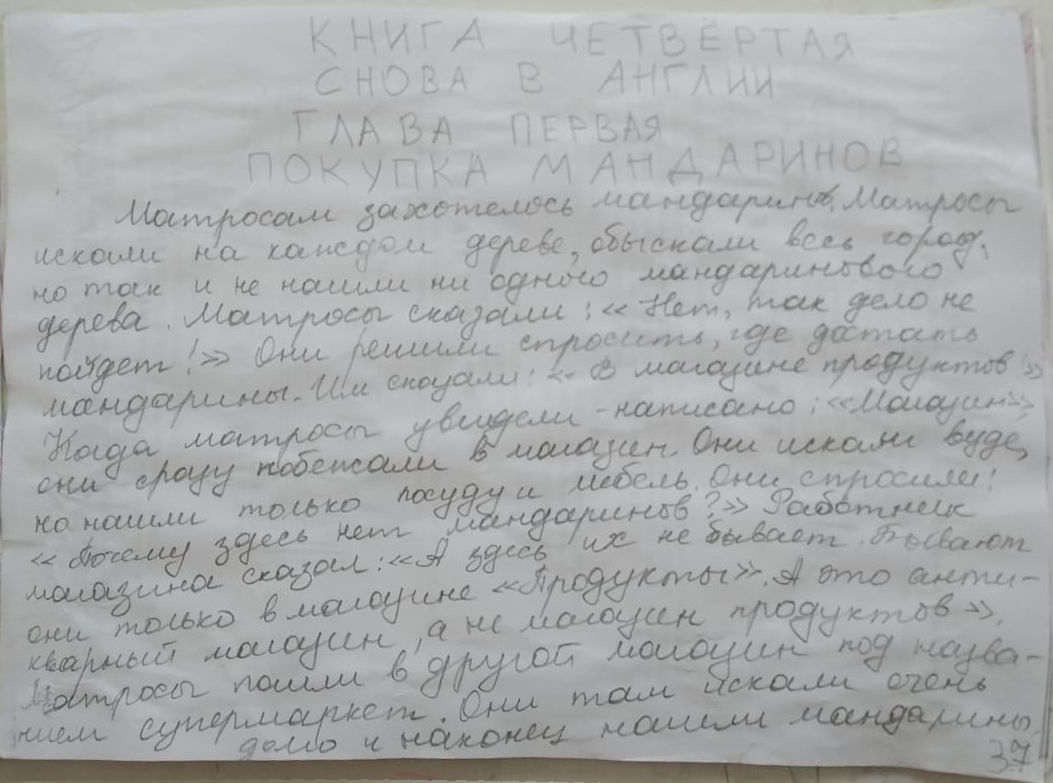 КНИГА ЧЕТВЁРТАЯ
СНОВА В АНГЛИИ
ГЛАВА ПЕРВАЯ
ПОКУПКА МАНДАРИНОВ
Матросам захотелось мандаринов. Матросы
искали на каждом дереве, обыскали весь город,
но так и не нашли ни одного мандаринового
дерева. Матросы сказали: «Нет, так дело не
пойдет!» Они решили спросить, где достать
мандарины. Им сказали: «В магазине продуктов!»
Когда матросы увидели - написано: «Магазин»,
они сразу побежали в магазин. Они искали вуде,
но нашли только посуду и мебель. Они спросили:
«Почему здесь нет мандаринов?» Работник
магазина сказал: «А здесь их не бывает. Бывают
они только в магазине «Продукты». А это анти-
кварный магазин, а не магазин продуктов»,
Матросы пошли в другой магазин под назва-
нием супермаркет. Они там искали очень
долго и наконец нашли мандарины.
37